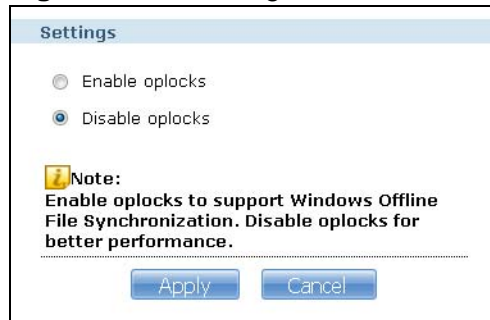 Settings
Enable oplocks
Disable oplocks
Note:
Enable oplocks to support Windows Offline
File Synchronization. Disable oplocks for
better performance.
Apply Cancel